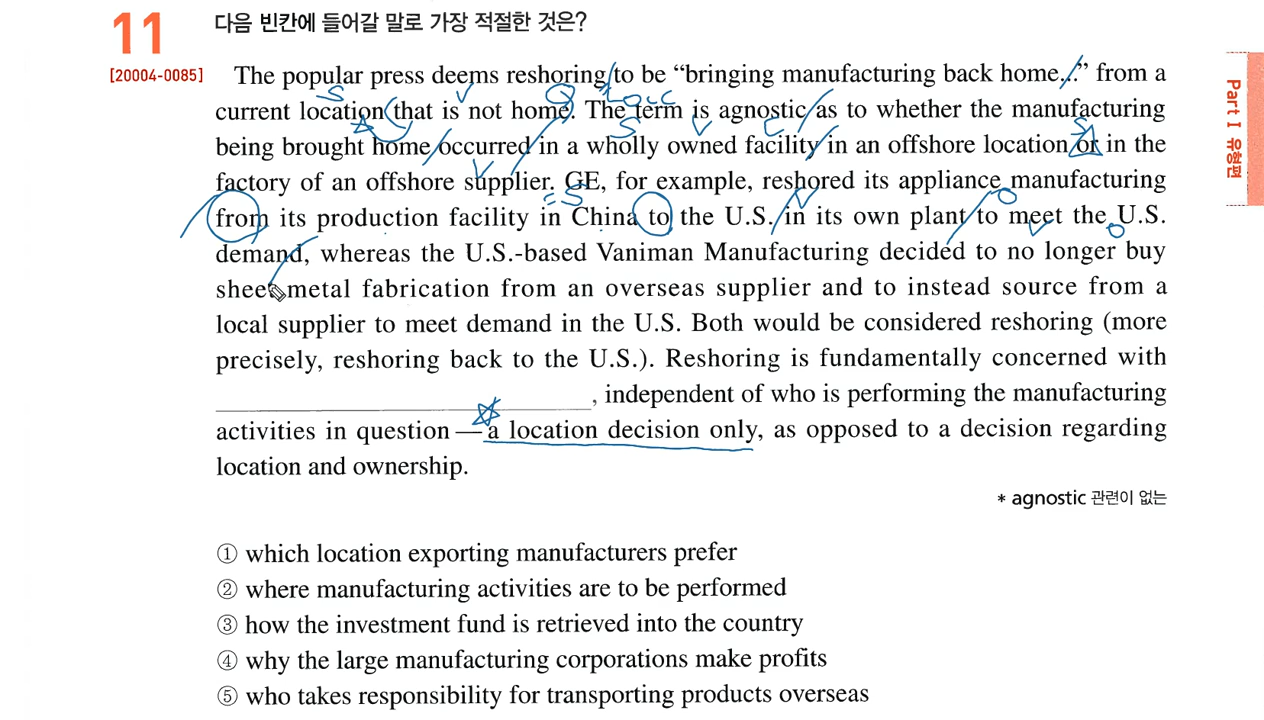 11
다음 빈칸에 들어갈 말로 가장 적절한 것은?
[20004-0085]
The popular press deems reshoring to be “bringing manufacturing back home...” from a
current location that is not home. The term is agnostic as to whether the manufacturing
being brought home occurred in a wholly owned facility in an offshore location or in the
factory of an offshore supplier. GE, for example, reshored its appliance manufacturing
from its production facility in China to the U.S. in its own plant to meet the U.S.
demand, whereas the U.S.-based Vaniman Manufacturing decided to no longer buy
sheet metal fabrication from an overseas supplier and to instead source from a
local supplier to meet demand in the U.S. Both would be considered reshoring (more
precisely, reshoring back to the U.S.). Reshoring is fundamentally concerned with
, independent of who is performing the manufacturing
activities in question — a location decision only, as opposed to a decision regarding
location and ownership.
* agnostic 관련이 없는
① which location exporting manufacturers prefer
② where manufacturing activities are to be performed
③ how the investment fund is retrieved into the country
④ why the large manufacturing corporations make profits
⑤ who takes responsibility for transporting products overseas
Part I 유형편